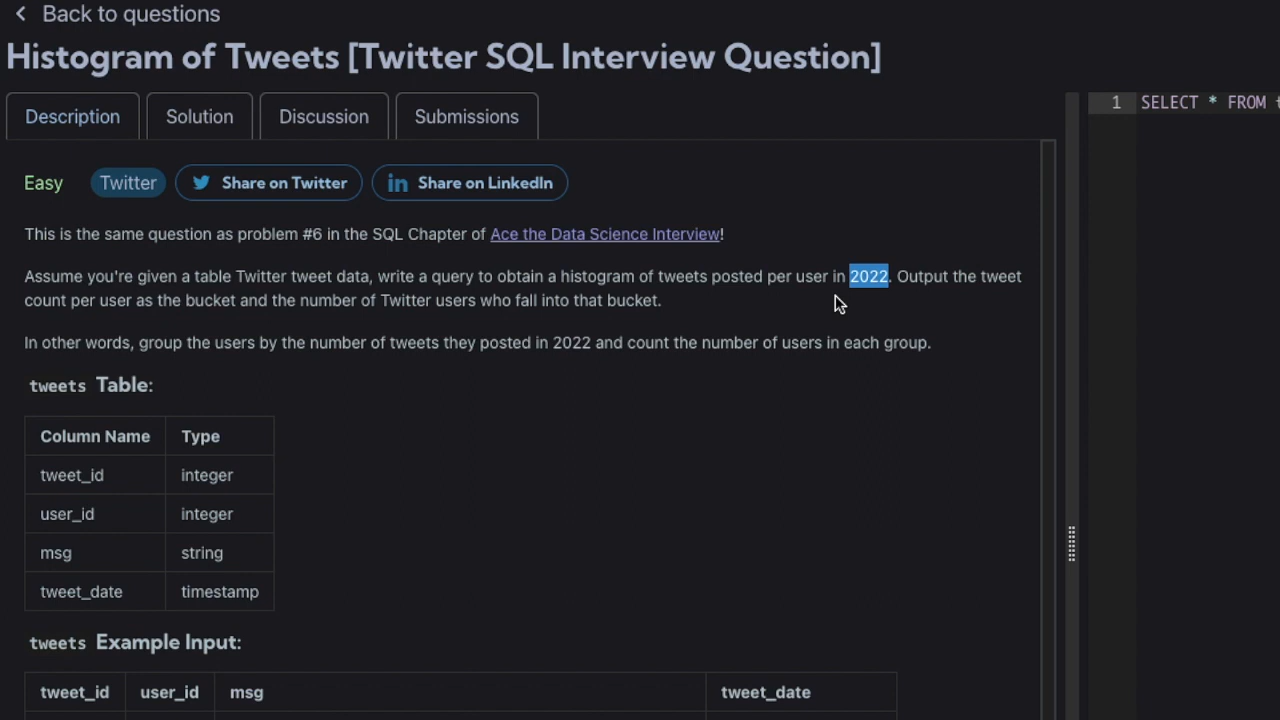 Back to questions
Histogram of Tweets [Twitter SQL Interview Question]
Description Solution Discussion Submissions
1 SELECT * FROM
Easy Twitter Share on Twitter Share on LinkedIn
This is the same question as problem #6 in the SQL Chapter of Ace the Data Science Interview!
Assume you're given a table Twitter tweet data, write a query to obtain a histogram of tweets posted per user in 2022. Output the tweet
count per user as the bucket and the number of Twitter users who fall into that bucket.
In other words, group the users by the number of tweets they posted in 2022 and count the number of users in each group.
tweets Table:
Column Name Type
tweet_id integer
user_id integer
msg string
tweet_date timestamp
tweets Example Input:
tweet_id user_id msg tweet_date